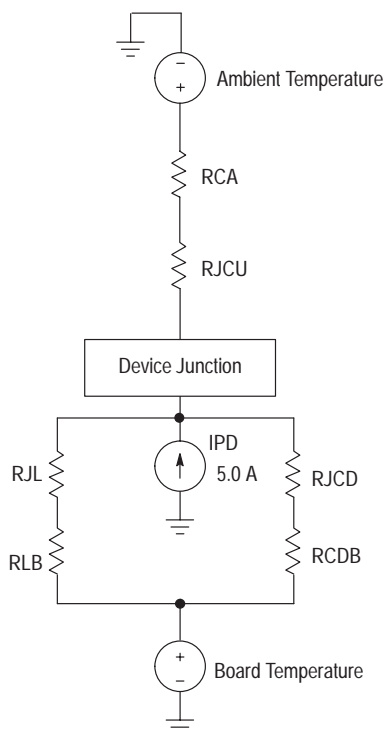 −
+
Ambient Temperature
RCA
RJCU
Device Junction
IPD
5.0 A
RJL
RJCD
RLB
RCDB
+
−
Board Temperature